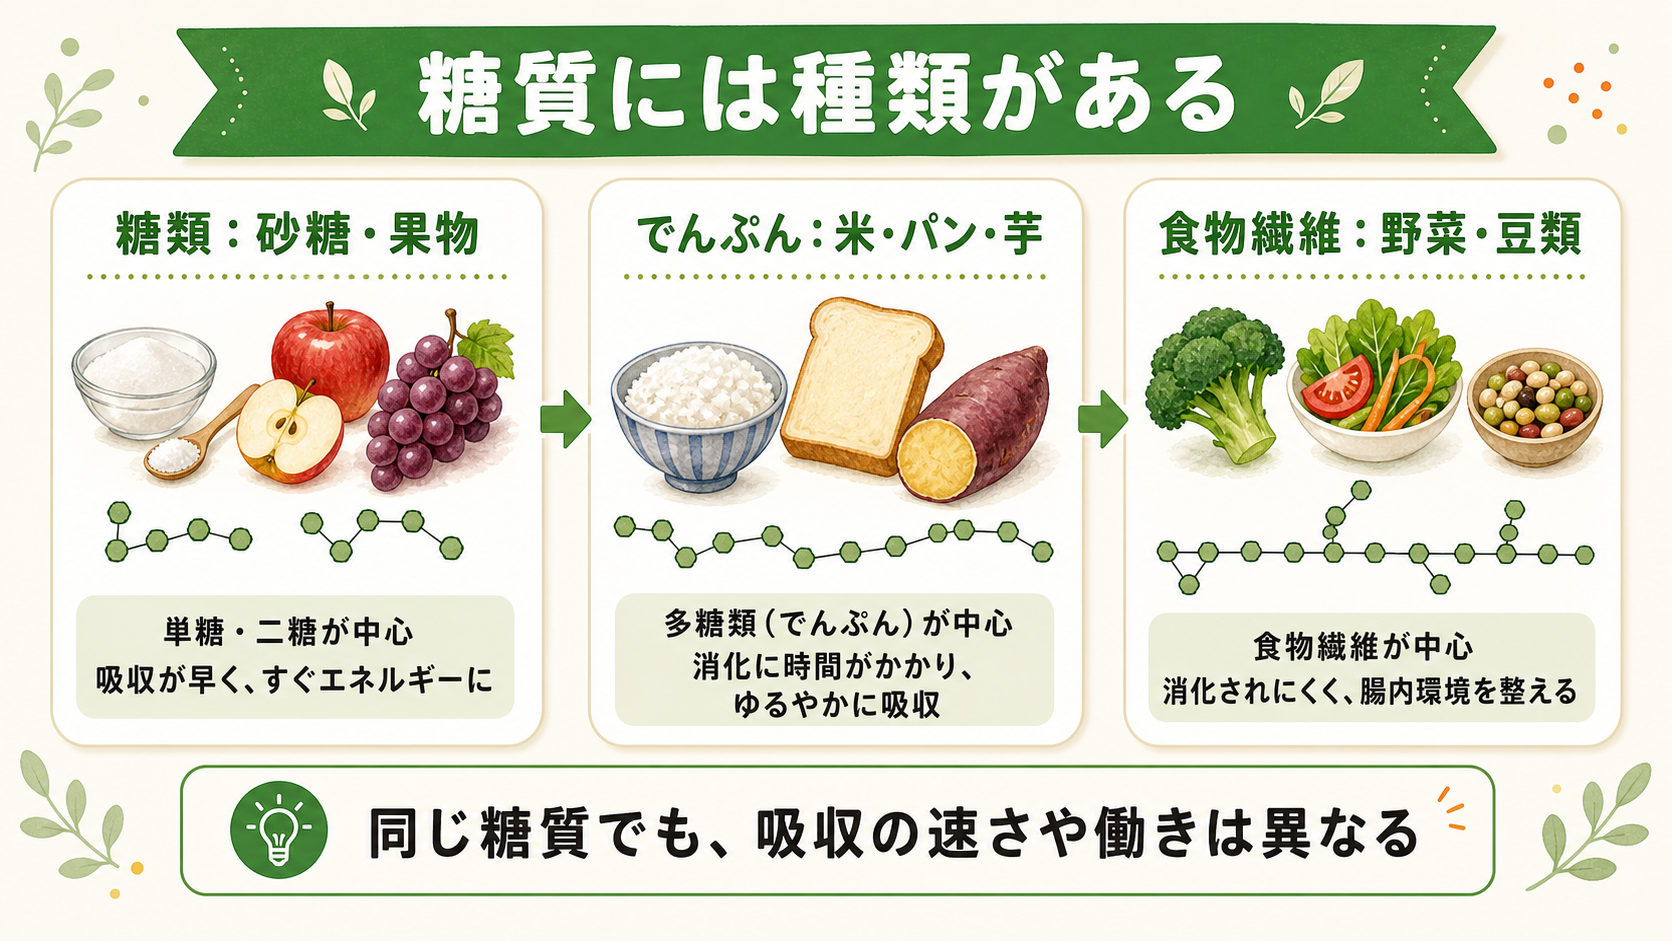 糖質には種類がある
糖類：砂糖・果物
単糖・二糖が中心
吸収が早く、すぐエネルギーに
でんぷん：米・パン・芋
多糖類（でんぷん）が中心
消化に時間がかかり、
ゆるやかに吸収
食物繊維：野菜・豆類
食物繊維が中心
消化されにくく、腸内環境を整える
同じ糖質でも、吸収の速さや働きは異なる